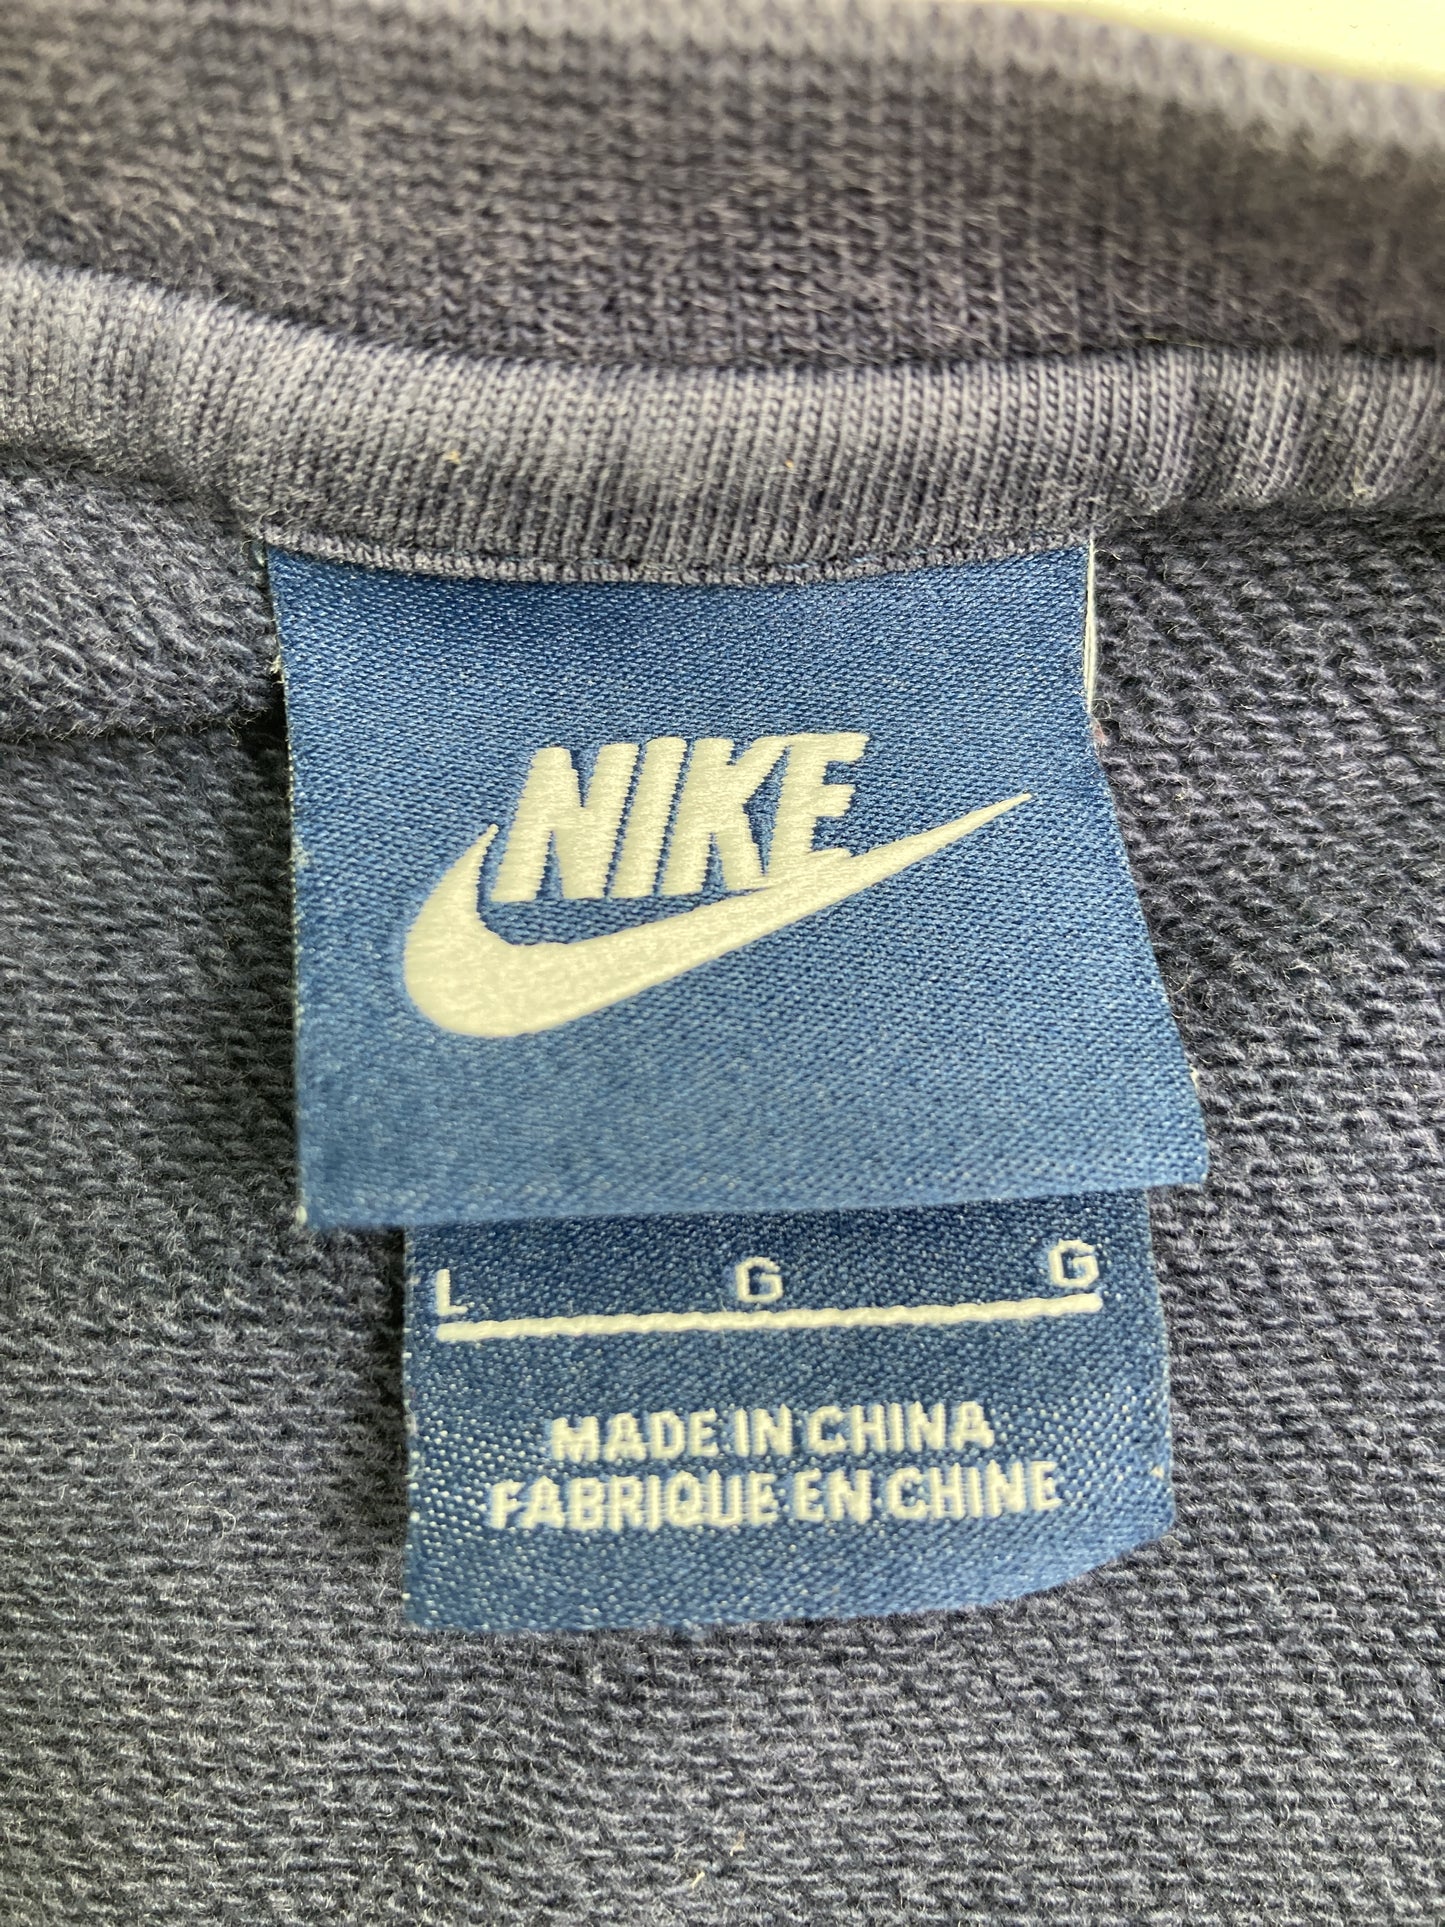 NIKE
L G G
MADE IN CHINA
FABRIQUE EN CHINE